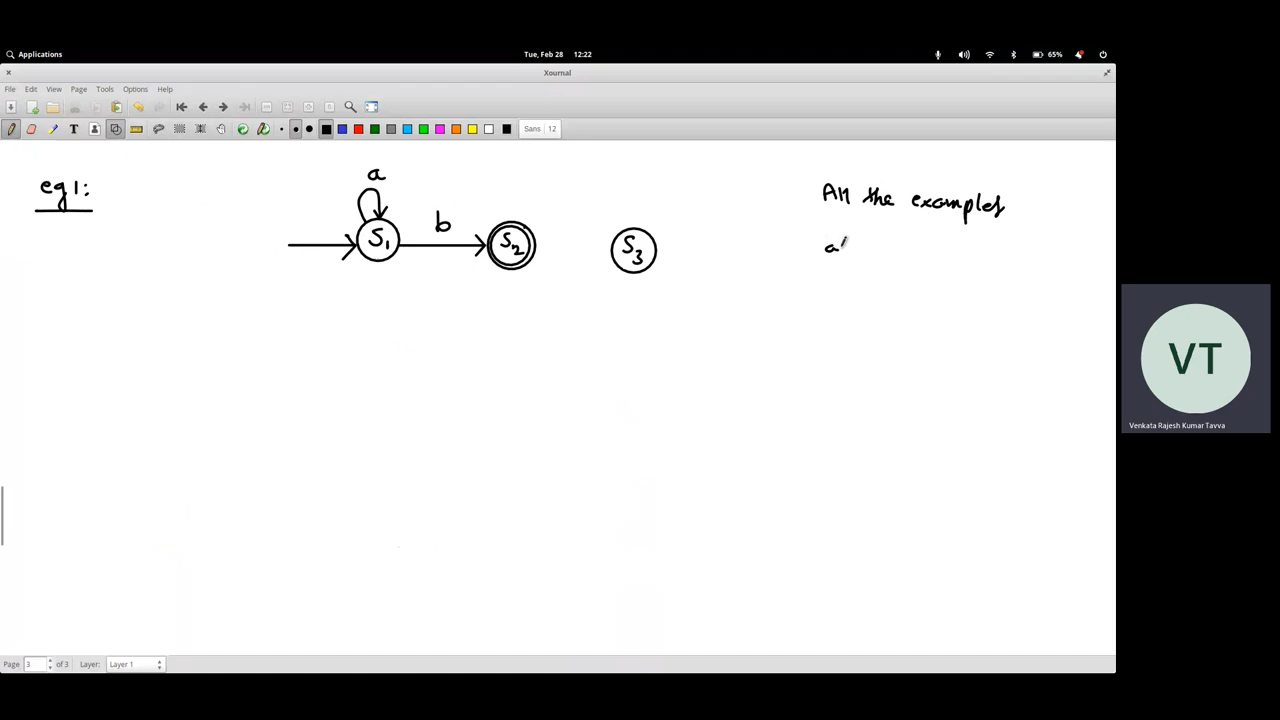 Applications
Tue, Feb 28 12:22
65%
Xournal
File Edit View Page Tools Options Help
Sans 12
eg1:
a
b
S1
S2
S3
All the examples
a
VT
Venkata Rajesh Kumar Tavva
Page 3 of 3 Layer: Layer 1